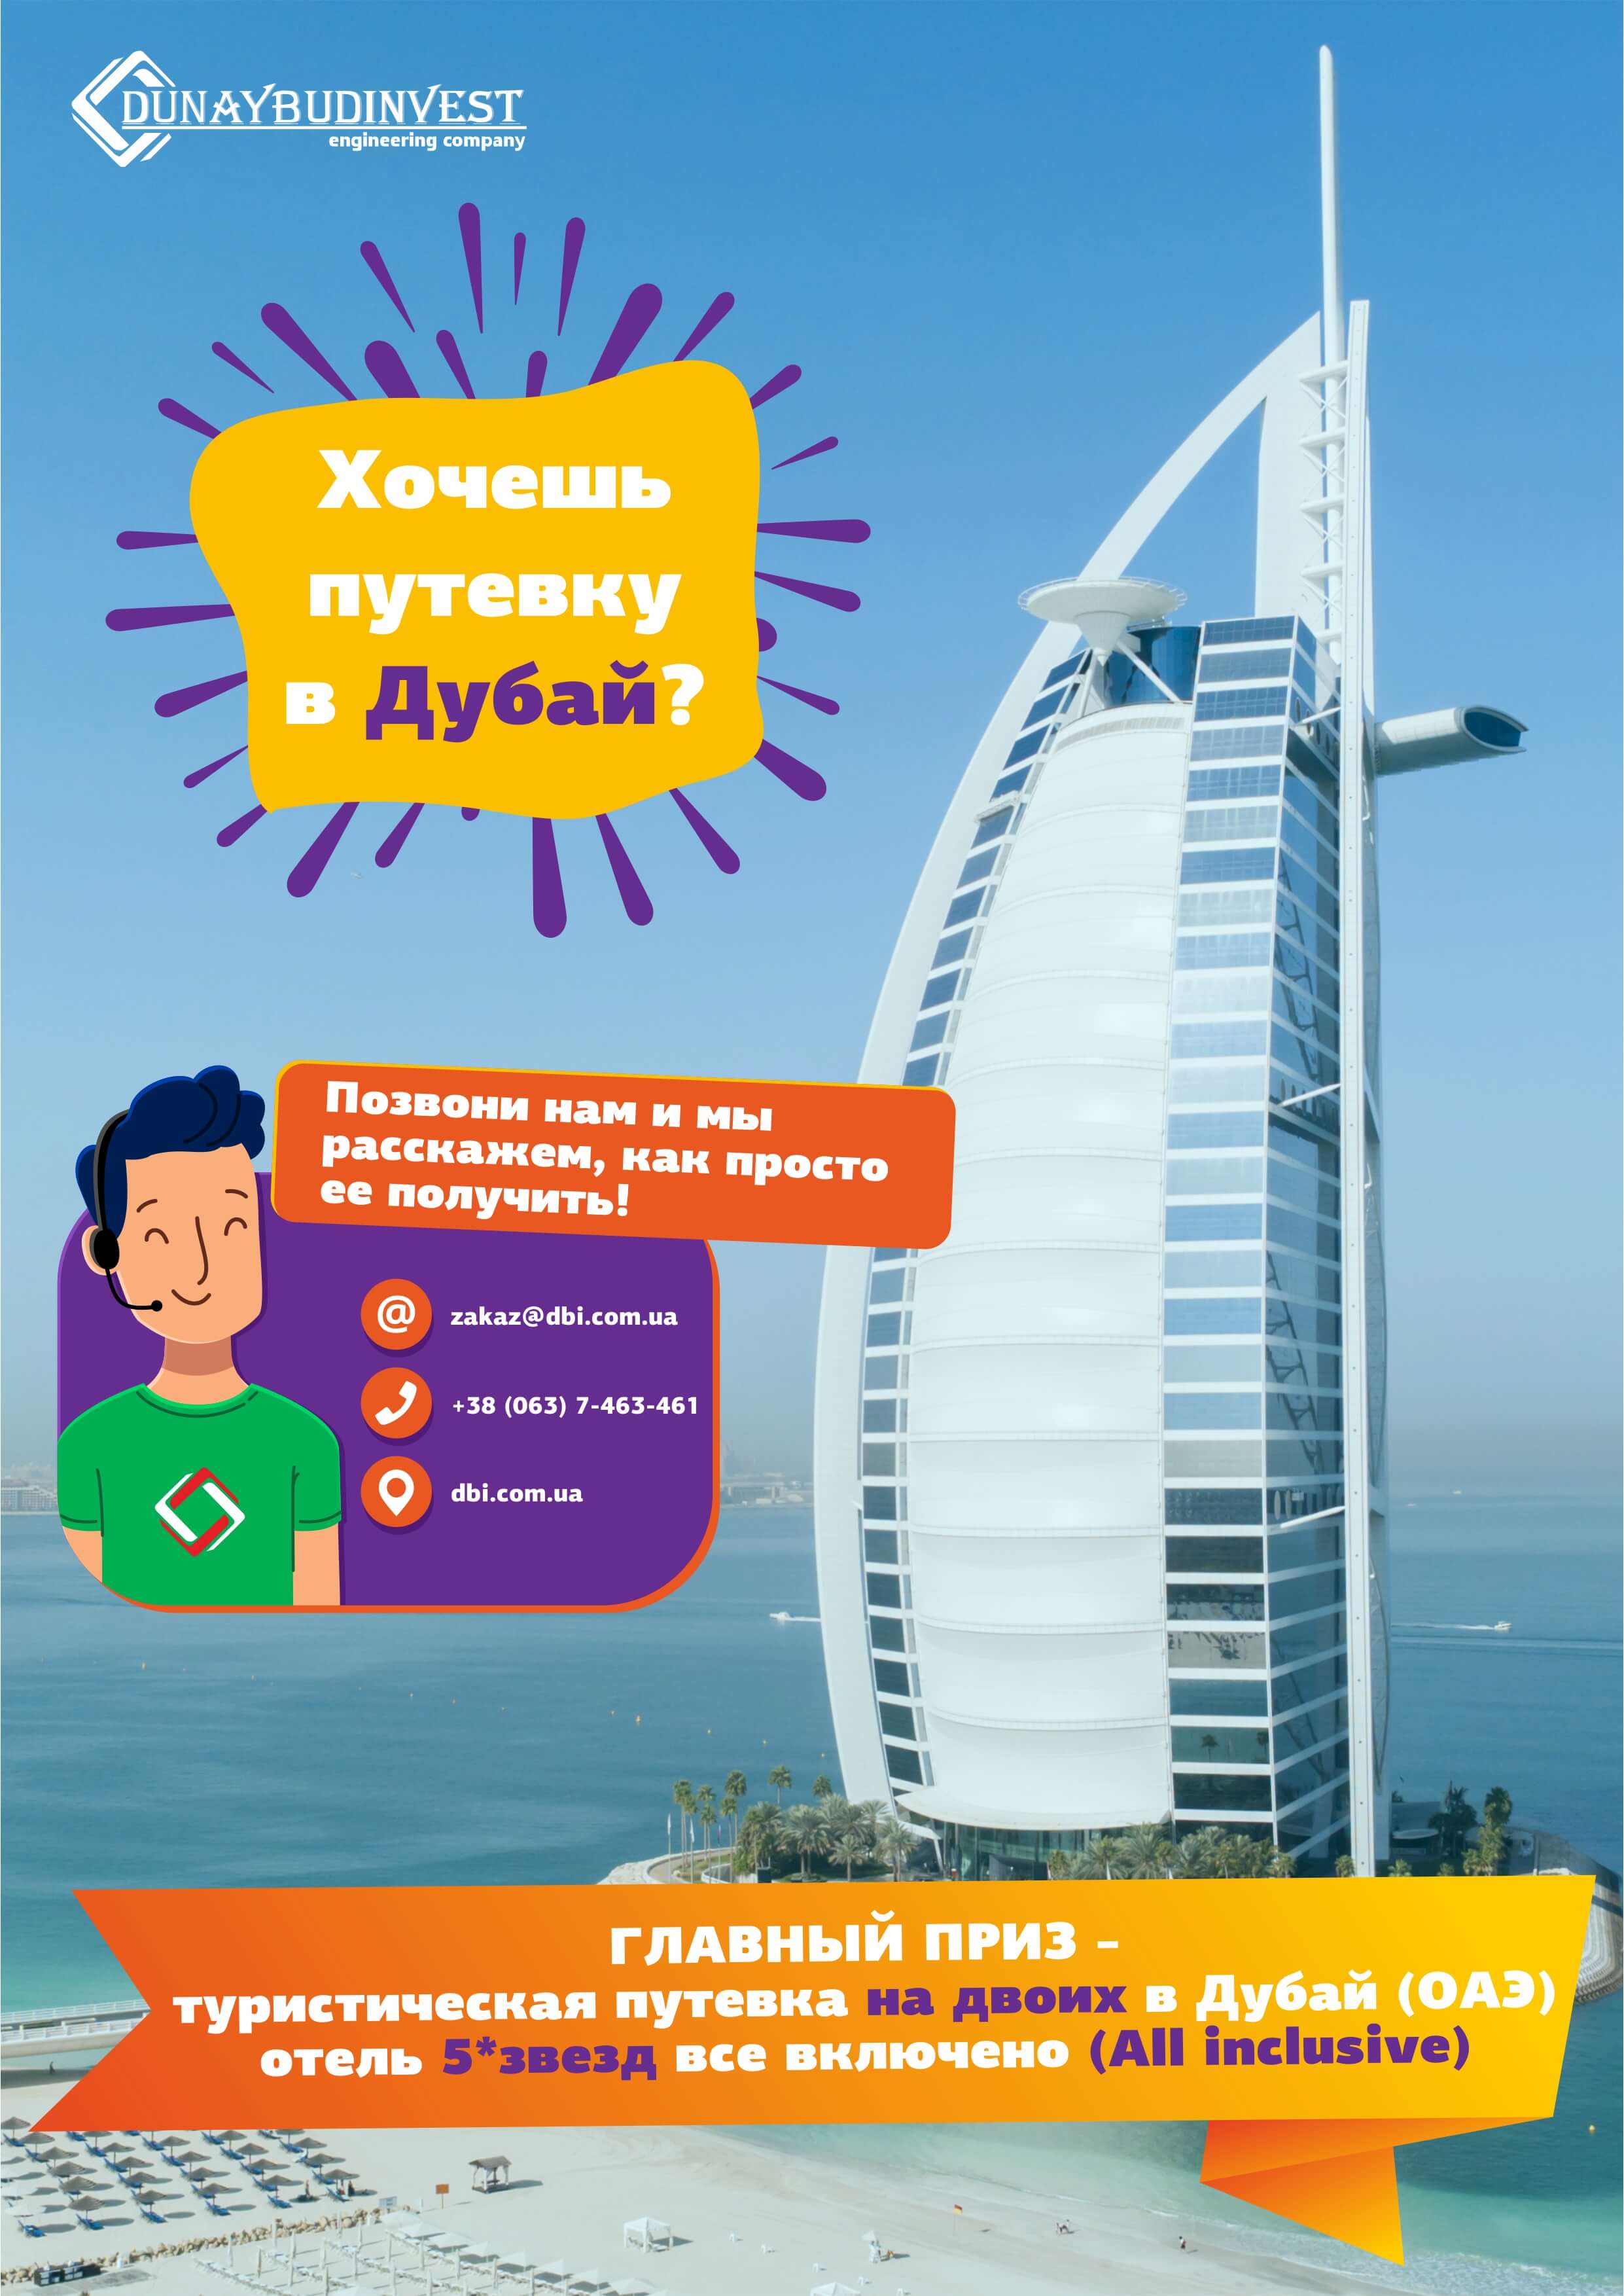 DUNAYBUDINVEST
engineering company
Хочешь
путевку
в Дубай?
Позвони нам и мы
расскажем, как просто
ее получить!
@ zakaz@dbi.com.ua
+38 (063) 7-463-461
dbi.com.ua
ГЛАВНЫЙ ПРИЗ –
туристическая путевка на двоих в Дубай (ОАЭ)
отель 5*звезд все включено (All inclusive)